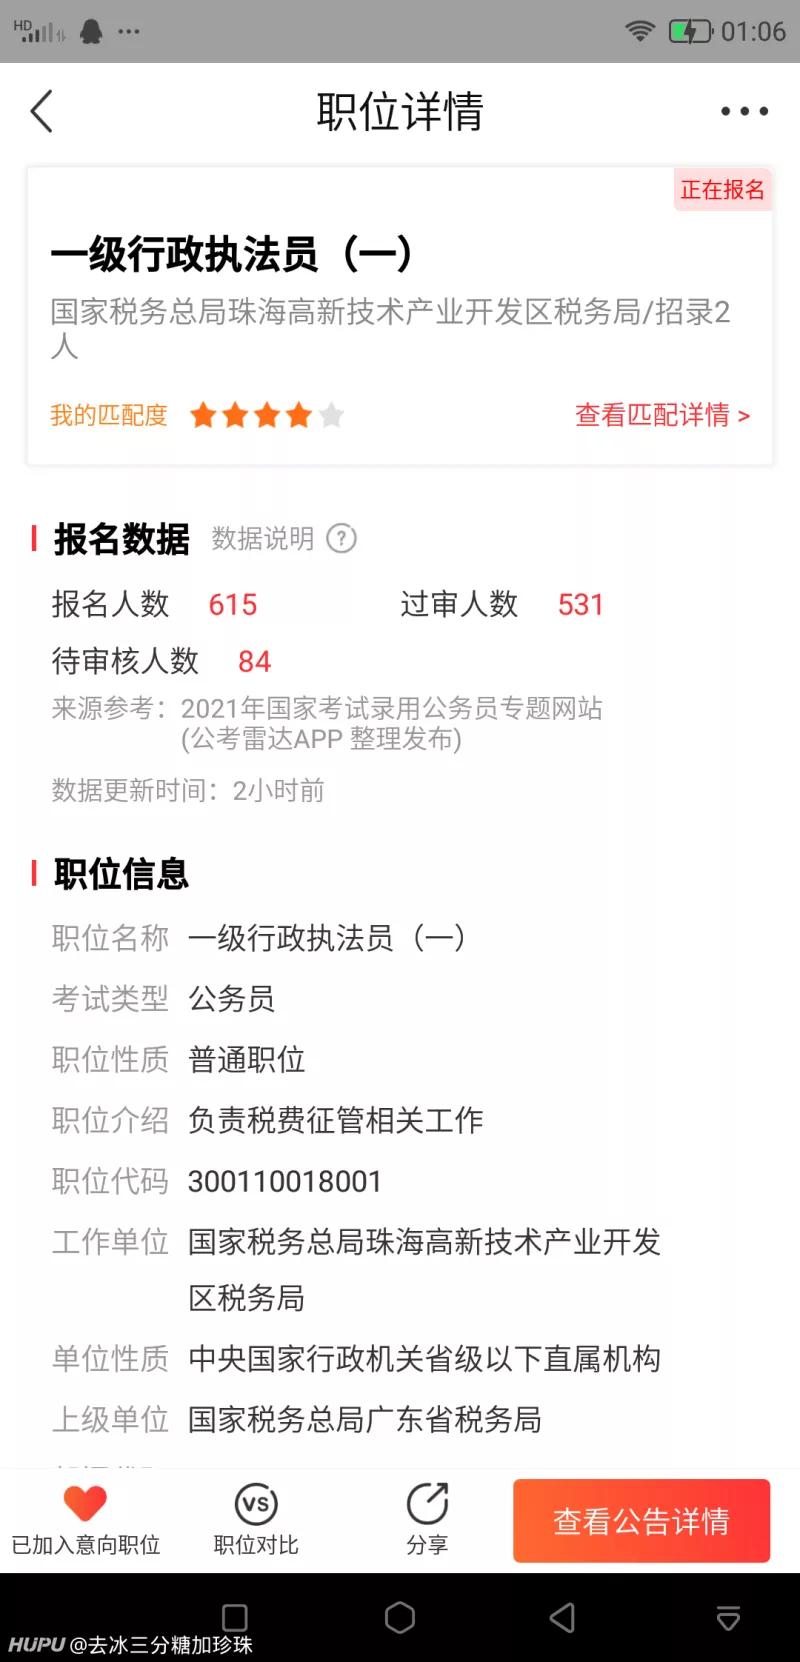 HD
01:06
职位详情
正在报名
一级行政执法员（一）
国家税务总局珠海高新技术产业开发区税务局/招录2
人
我的匹配度
查看匹配详情 >
报名数据 数据说明 ?
报名人数 615 过审人数 531
待审核人数 84
来源参考：2021年国家考试录用公务员专题网站
(公考雷达APP 整理发布)
数据更新时间：2小时前
职位信息
职位名称 一级行政执法员（一）
考试类型 公务员
职位性质 普通职位
职位介绍 负责税费征管相关工作
职位代码 300110018001
工作单位 国家税务总局珠海高新技术产业开发
区税务局
单位性质 中央国家行政机关省级以下直属机构
上级单位 国家税务总局广东省税务局
VS
已加入意向职位 职位对比 分享 查看公告详情
HUPU @去冰三分糖加珍珠